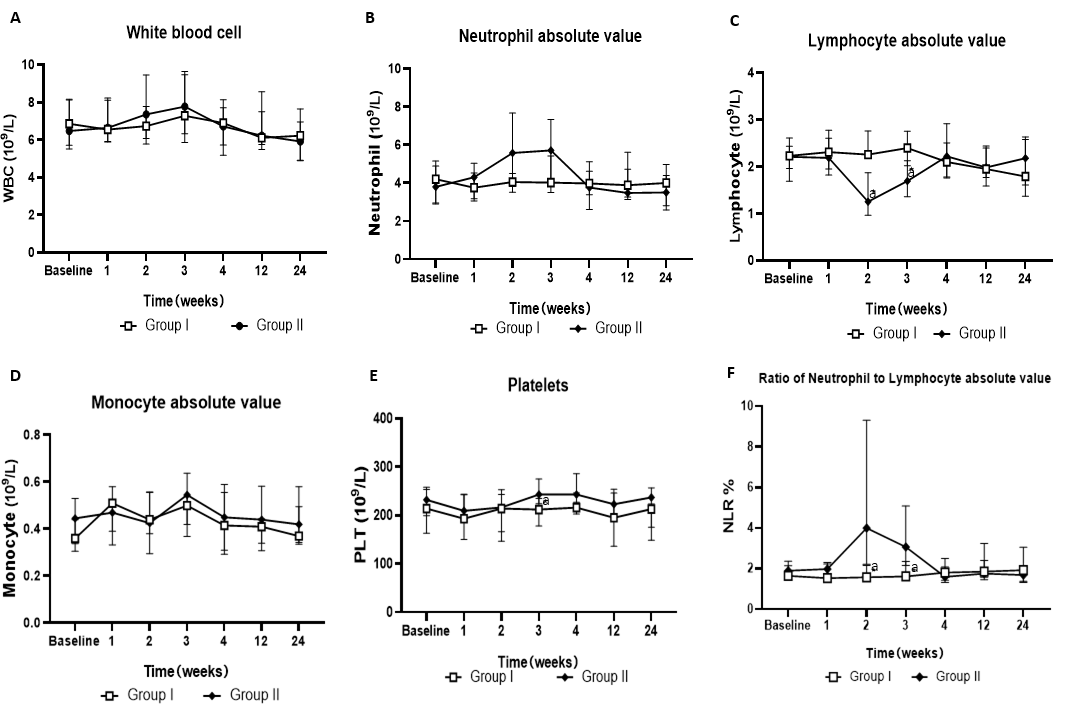 A
White blood cell
WBC (10⁹/L)
10
8
6
4
2
0
Baseline 1 2 3 4 12 24
Time (weeks)
Group I Group II
B
Neutrophil absolute value
Neutrophil (10⁹/L)
10
8
6
4
2
0
Baseline 1 2 3 4 12 24
Time (weeks)
Group I Group II
C
Lymphocyte absolute value
Lymphocyte (10⁹/L)
4
3
2
1
0
a a
Baseline 1 2 3 4 12 24
Time (weeks)
Group I Group II
D
Monocyte absolute value
Monocyte (10⁹/L)
0.8
0.6
0.4
0.2
0.0
Baseline 1 2 3 4 12 24
Time (weeks)
Group I Group II
E
Platelets
PLT (10⁹/L)
400
300
200
100
0
a
Baseline 1 2 3 4 12 24
Time (weeks)
Group I Group II
F
Ratio of Neutrophil to Lymphocyte absolute value
NLR %
10
8
6
4
2
0
a a
Baseline 1 2 3 4 12 24
Time (weeks)
Group I Group II